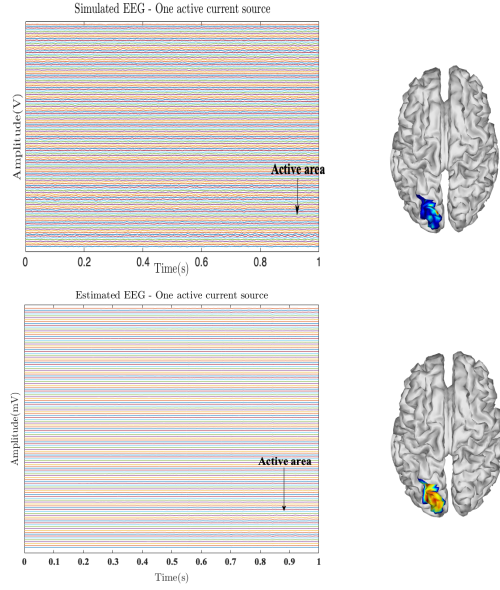 Simulated EEG - One active current source
Amplitude(V)
Active area
0 0.2 0.4 0.6 0.8 1
Time(s)
Estimated EEG - One active current source
Amplitude(mV)
Active area
0 0.1 0.2 0.3 0.4 0.5 0.6 0.7 0.8 0.9 1
Time(s)